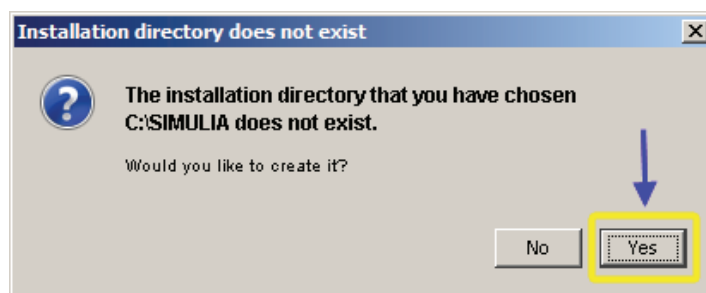 Installation directory does not exist
The installation directory that you have chosen
C:\SIMULIA does not exist.
Would you like to create it?
No
Yes